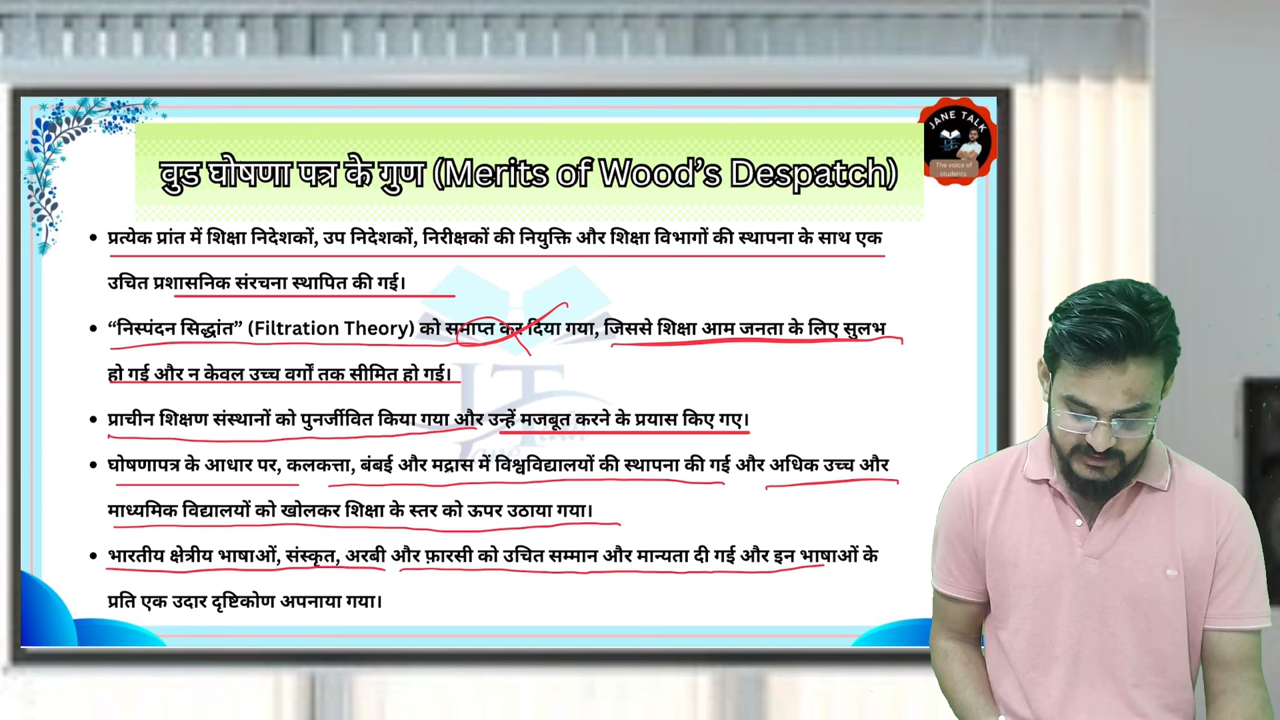 वुड घोषणा पत्र के गुण (Merits of Wood's Despatch)
JANE TALK
The voice of
students
• प्रत्येक प्रांत में शिक्षा निदेशकों, उप निदेशकों, निरीक्षकों की नियुक्ति और शिक्षा विभागों की स्थापना के साथ एक
उचित प्रशासनिक संरचना स्थापित की गई।
• “निस्पंदन सिद्धांत” (Filtration Theory) को समाप्त कर दिया गया, जिससे शिक्षा आम जनता के लिए सुलभ
हो गई और न केवल उच्च वर्गों तक सीमित हो गई।
• प्राचीन शिक्षण संस्थानों को पुनर्जीवित किया गया और उन्हें मजबूत करने के प्रयास किए गए।
• घोषणापत्र के आधार पर, कलकत्ता, बंबई और मद्रास में विश्वविद्यालयों की स्थापना की गई और अधिक उच्च और
माध्यमिक विद्यालयों को खोलकर शिक्षा के स्तर को ऊपर उठाया गया।
• भारतीय क्षेत्रीय भाषाओं, संस्कृत, अरबी और फ़ारसी को उचित सम्मान और मान्यता दी गई और इन भाषाओं के
प्रति एक उदार दृष्टिकोण अपनाया गया।